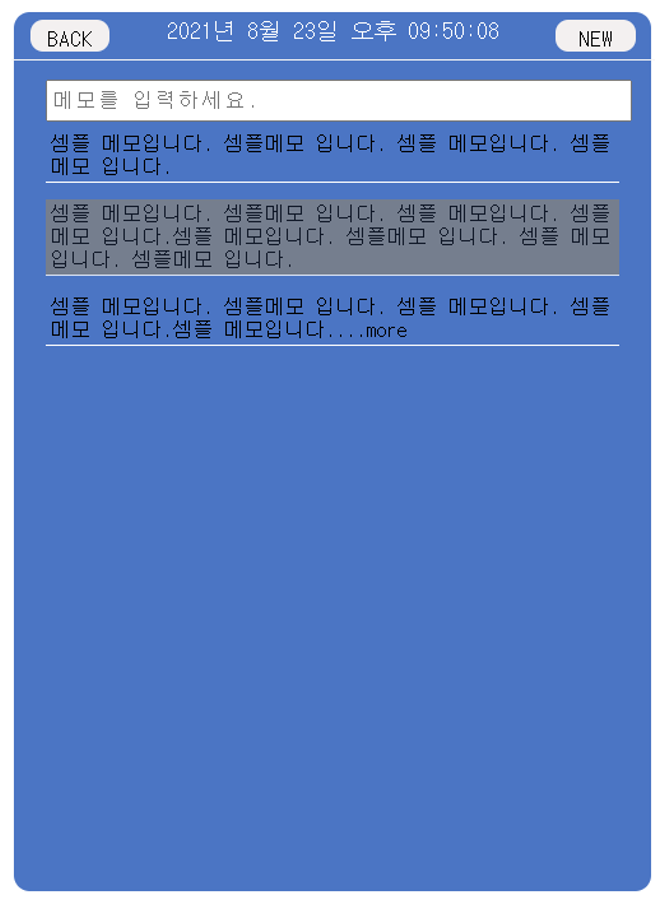 BACK
2021년 8월 23일 오후 09:50:08
NEW
메모를 입력하세요.
셈플 메모입니다. 셈플메모 입니다. 셈플 메모입니다. 셈플
메모 입니다.
셈플 메모입니다. 셈플메모 입니다. 셈플 메모입니다. 셈플
메모 입니다.셈플 메모입니다. 셈플메모 입니다. 셈플 메모
입니다. 셈플메모 입니다.
셈플 메모입니다. 셈플메모 입니다. 셈플 메모입니다. 셈플
메모 입니다.셈플 메모입니다....more